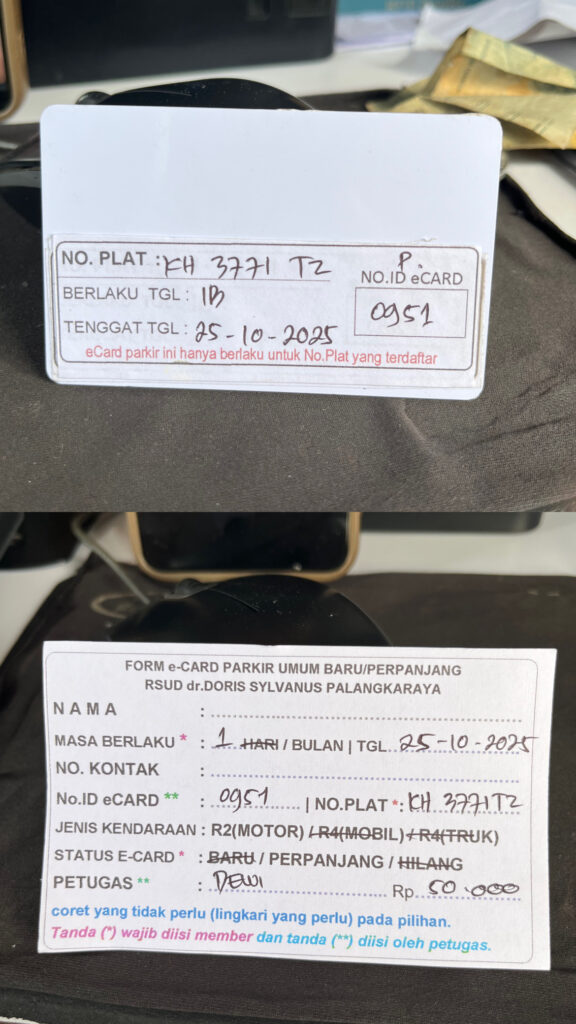 NO. PLAT : KH 3771 TZ
P.
NO.ID eCARD
BERLAKU TGL : 1B
0951
TENGGAT TGL : 25-10-2025
eCard parkir ini hanya berlaku untuk No.Plat yang terdaftar
FORM e-CARD PARKIR UMUM BARU/PERPANJANG
RSUD dr.DORIS SYLVANUS PALANGKARAYA
NAMA :
MASA BERLAKU * : 1 HARI / BULAN | TGL. 25-10-2025
NO. KONTAK :
No.ID eCARD ** : 0951 | NO.PLAT *: KH 3771 TZ
JENIS KENDARAAN : R2(MOTOR) / R4(MOBIL) / R4(TRUK)
STATUS E-CARD * : BARU / PERPANJANG / HILANG
PETUGAS ** : DEWI Rp. 50.000
coret yang tidak perlu (lingkari yang perlu) pada pilihan.
Tanda (*) wajib diisi member dan tanda (**) diisi oleh petugas.